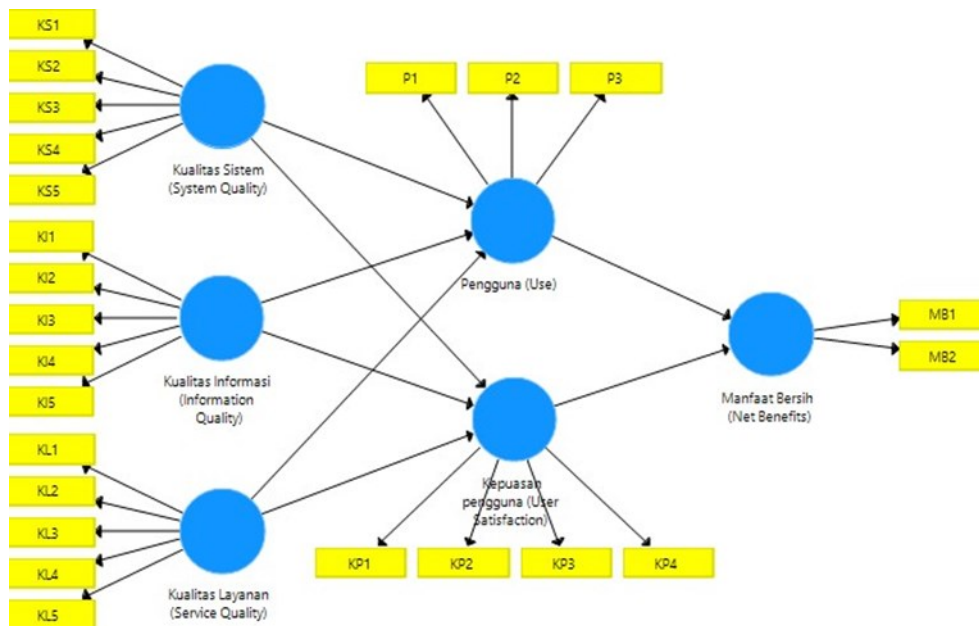 KS1
KS2
KS3
KS4
KS5
Kualitas Sistem
(System Quality)
KI1
KI2
KI3
KI4
KI5
Kualitas Informasi
(Information
Quality)
KL1
KL2
KL3
KL4
KL5
Kualitas Layanan
(Service Quality)
P1
P2
P3
Pengguna (Use)
Kepuasan
pengguna (User
Satisfaction)
KP1
KP2
KP3
KP4
Manfaat Bersih
(Net Benefits)
MB1
MB2